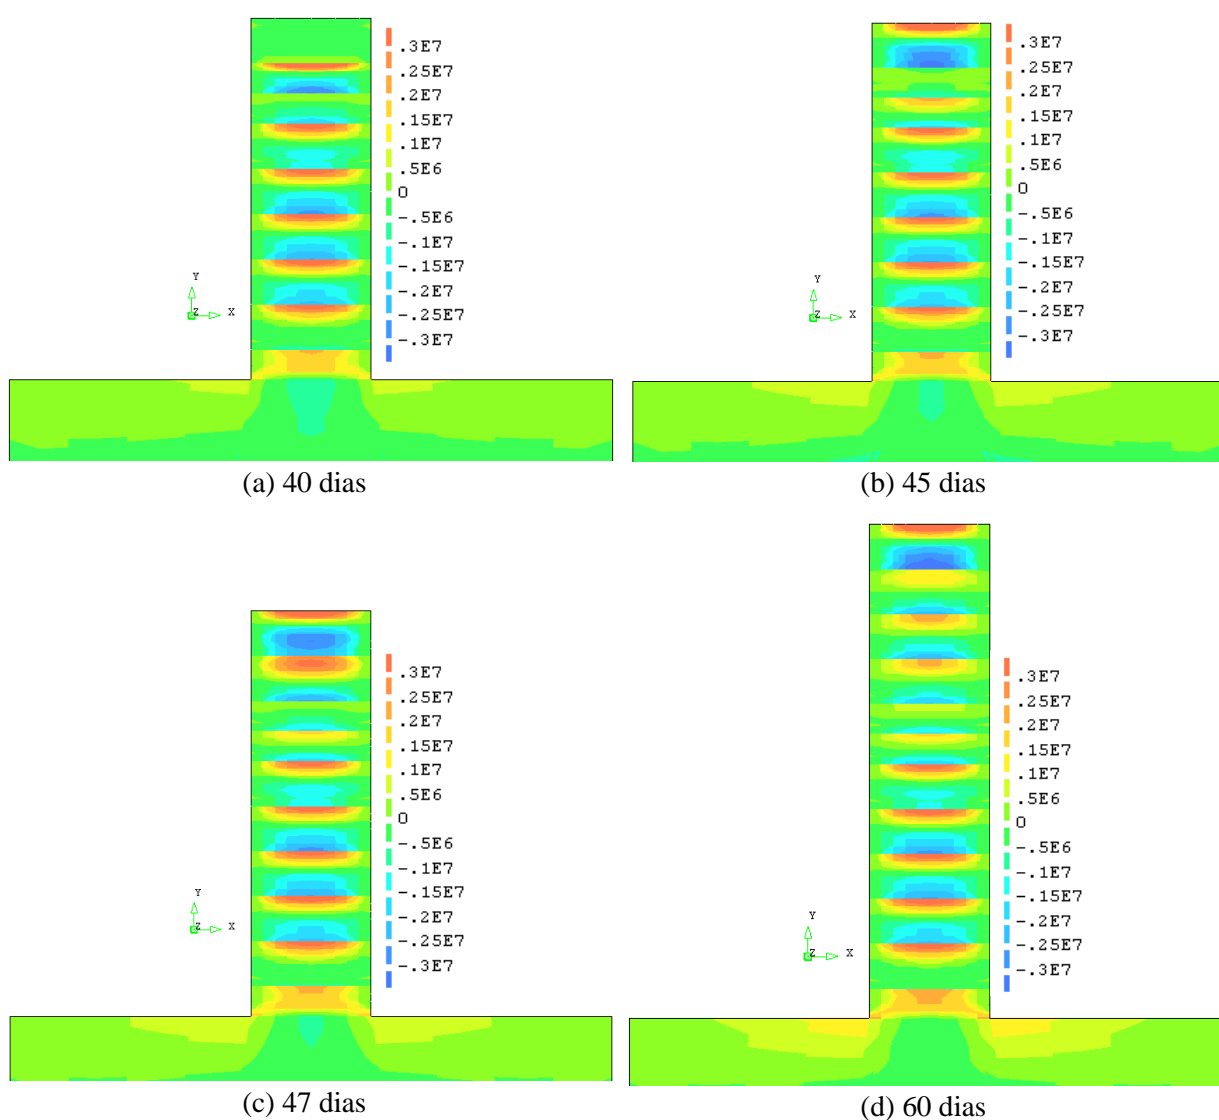 .3E7
.25E7
.2E7
.15E7
.1E7
.5E6
0
-.5E6
-.1E7
-.15E7
-.2E7
-.25E7
-.3E7
Y
Z X
(a) 40 dias
.3E7
.25E7
.2E7
.15E7
.1E7
.5E6
0
-.5E6
-.1E7
-.15E7
-.2E7
-.25E7
-.3E7
Y
Z X
(b) 45 dias
.3E7
.25E7
.2E7
.15E7
.1E7
.5E6
0
-.5E6
-.1E7
-.15E7
-.2E7
-.25E7
-.3E7
Y
Z X
(c) 47 dias
.3E7
.25E7
.2E7
.15E7
.1E7
.5E6
0
-.5E6
-.1E7
-.15E7
-.2E7
-.25E7
-.3E7
Y
Z X
(d) 60 dias